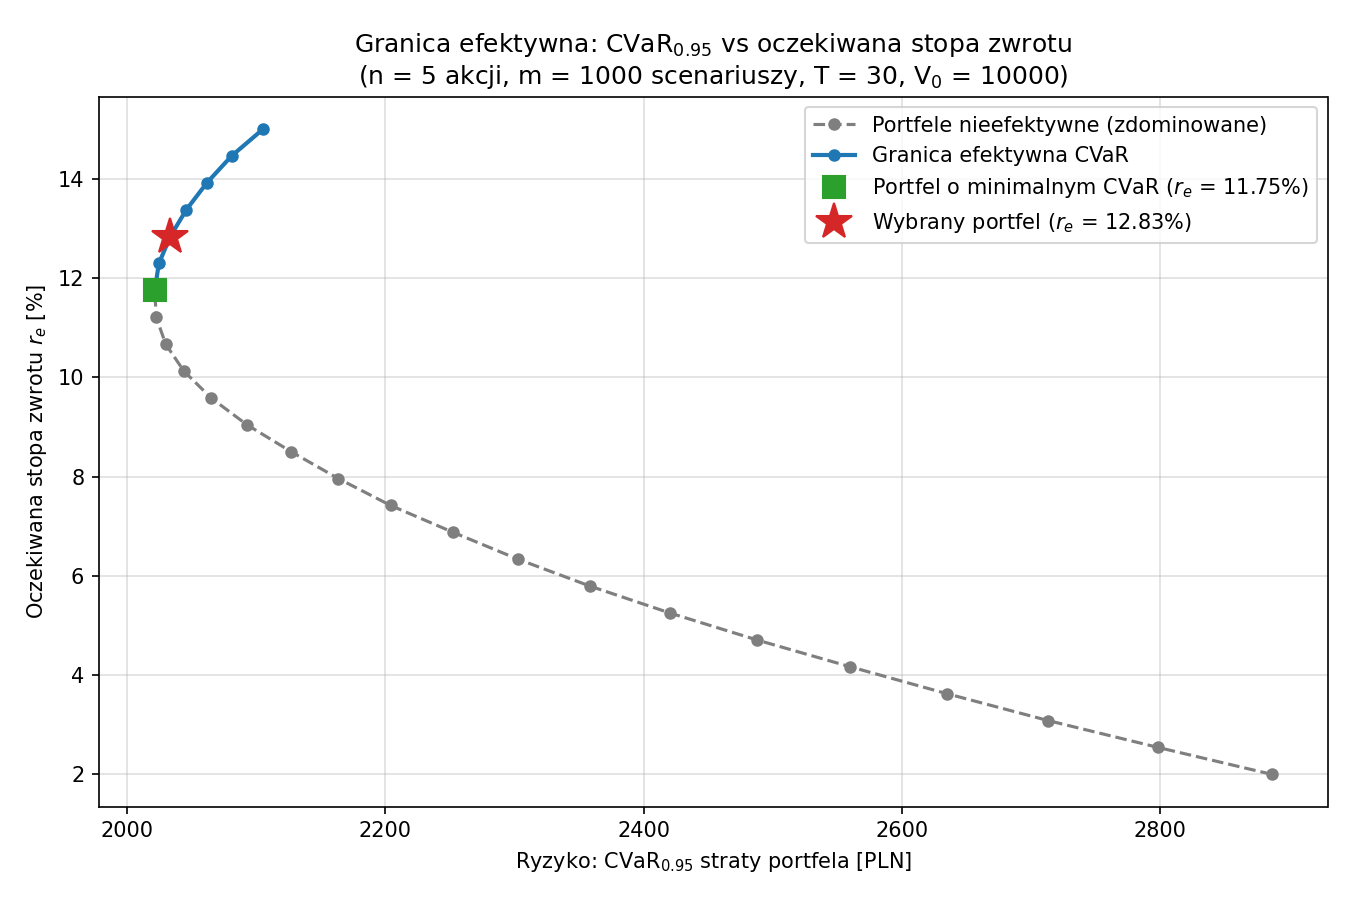 Granica efektywna: CVaR₀.₉₅ vs oczekiwana stopa zwrotu
(n = 5 akcji, m = 1000 scenariuszy, T = 30, V₀ = 10000)
Portfele nieefektywne (zdominowane)
Granica efektywna CVaR
Portfel o minimalnym CVaR (rₑ = 11.75%)
Wybrany portfel (rₑ = 12.83%)
Oczekiwana stopa zwrotu rₑ [%]
14
12
10
8
6
4
2
2000 2200 2400 2600 2800
Ryzyko: CVaR₀.₉₅ straty portfela [PLN]